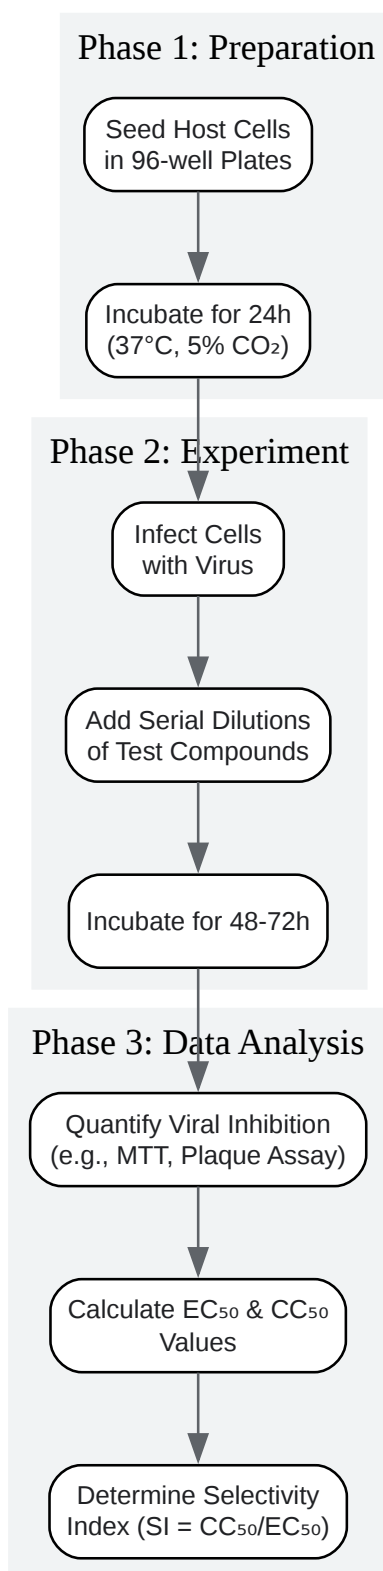 Phase 1: Preparation
Seed Host Cells
in 96-well Plates
Incubate for 24h
(37°C, 5% CO₂)
Phase 2: Experiment
Infect Cells
with Virus
Add Serial Dilutions
of Test Compounds
Incubate for 48-72h
Phase 3: Data Analysis
Quantify Viral Inhibition
(e.g., MTT, Plaque Assay)
Calculate EC₅₀ & CC₅₀
Values
Determine Selectivity
Index (SI = CC₅₀/EC₅₀)